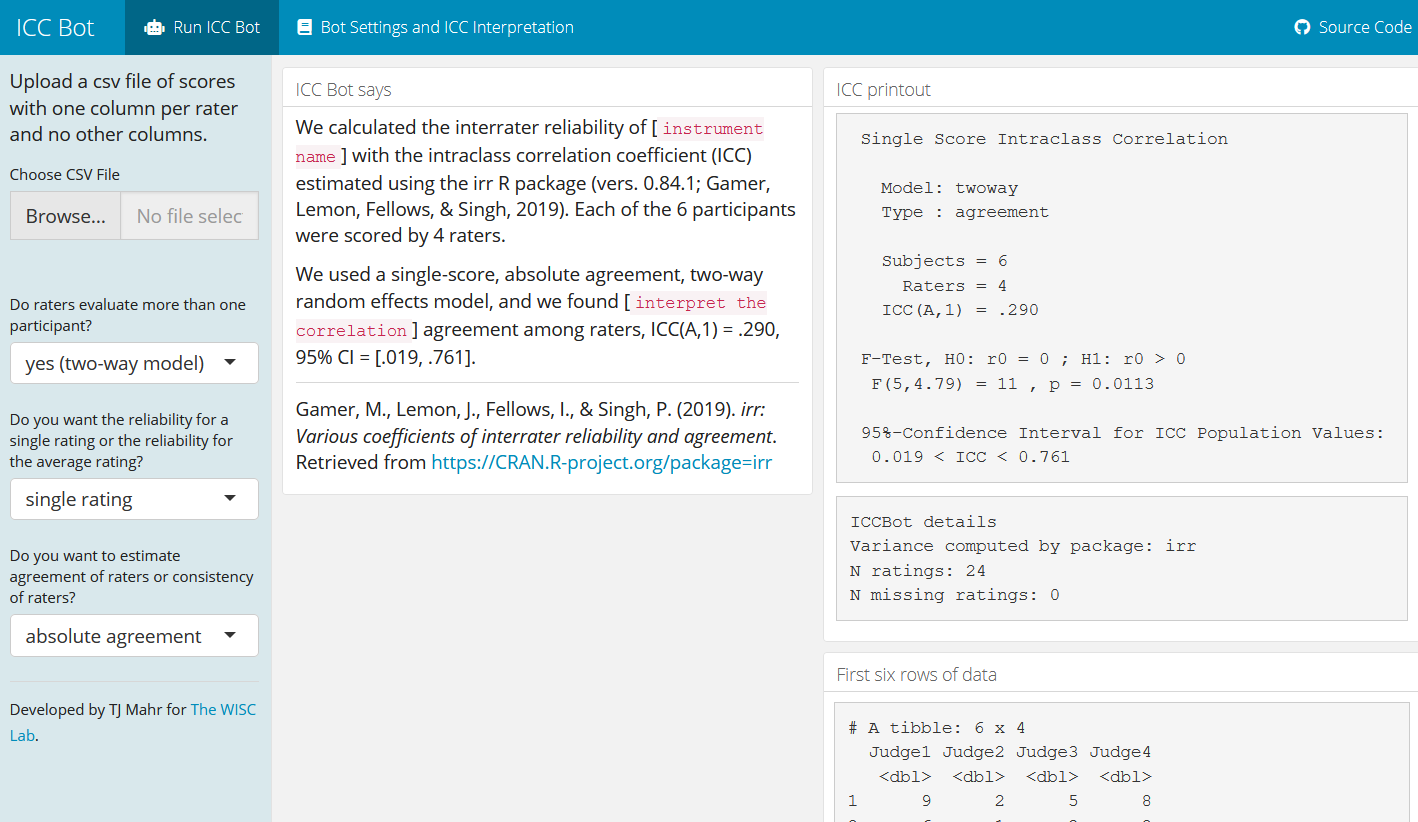 ICC Bot
Run ICC Bot
Bot Settings and ICC Interpretation
Source Code
Upload a csv file of scores
with one column per rater
and no other columns.
Choose CSV File
Browse... No file selec
Do raters evaluate more than one
participant?
yes (two-way model)
Do you want the reliability for a
single rating or the reliability for
the average rating?
single rating
Do you want to estimate
agreement of raters or consistency
of raters?
absolute agreement
Developed by TJ Mahr for The WISC
Lab.
ICC Bot says
We calculated the interrater reliability of [ instrument
name ] with the intraclass correlation coefficient (ICC)
estimated using the irr R package (vers. 0.84.1; Gamer,
Lemon, Fellows, & Singh, 2019). Each of the 6 participants
were scored by 4 raters.
We used a single-score, absolute agreement, two-way
random effects model, and we found [ interpret the
correlation ] agreement among raters, ICC(A,1) = .290,
95% CI = [.019, .761].
Gamer, M., Lemon, J., Fellows, I., & Singh, P. (2019). irr:
Various coefficients of interrater reliability and agreement.
Retrieved from https://CRAN.R-project.org/package=irr
ICC printout
Single Score Intraclass Correlation
Model: twoway
Type : agreement
Subjects = 6
Raters = 4
ICC(A,1) = .290
F-Test, H0: r0 = 0 ; H1: r0 > 0
F(5,4.79) = 11 , p = 0.0113
95%-Confidence Interval for ICC Population Values:
0.019 < ICC < 0.761
ICCBot details
Variance computed by package: irr
N ratings: 24
N missing ratings: 0
First six rows of data
# A tibble: 6 x 4
Judge1 Judge2 Judge3 Judge4
<dbl> <dbl> <dbl> <dbl>
1 9 2 5 8